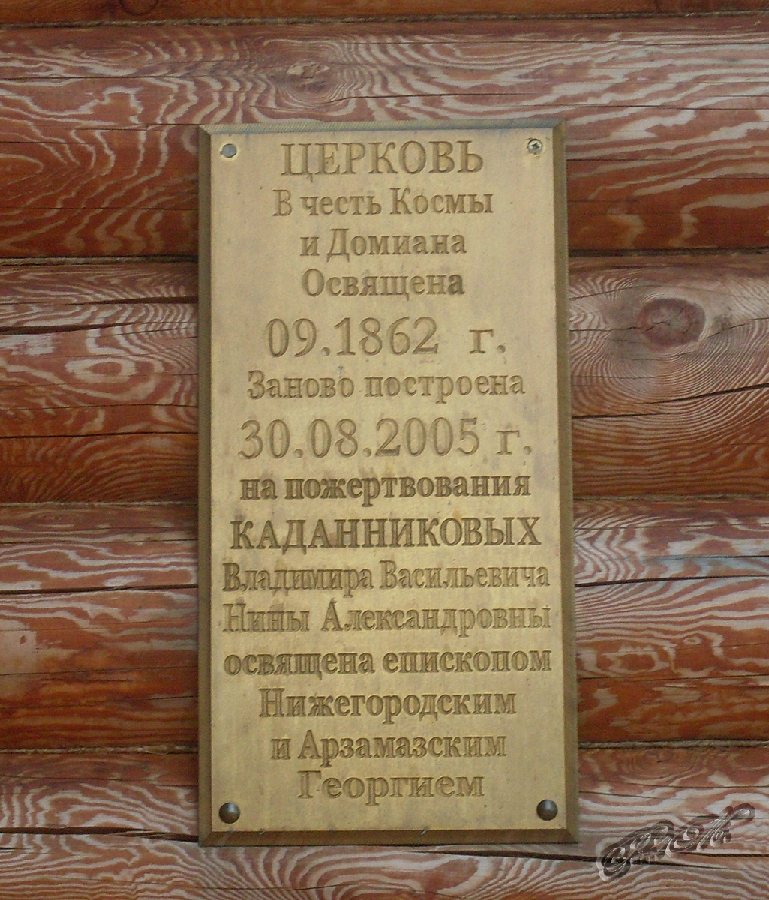 ЦЕРКОВЬ
В честь Космы
и Домиана
Освящена
09.1862 г.
Заново построена
30.08.2005 г.
на пожертвования
КАДАННИКОВЫХ
Владимира Васильевича
Нины Александровны
освящена епископом
Нижегородским
и Арзамазским
Георгием